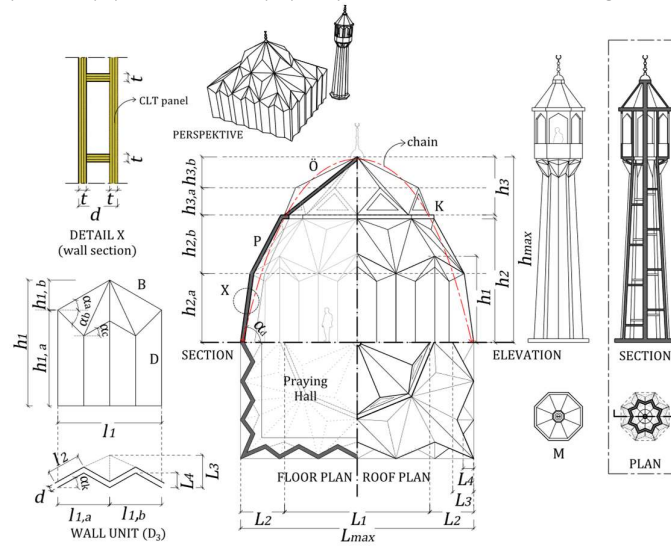 t
CLT panel
t
t
t
d
DETAIL X
(wall section)
PERSPEKTIVE
chain
Ö
K
P
X
αd
h3,b
h3,a
h2,b
h2,a
h3
h2
h1
hmax
SECTION
ELEVATION
SECTION
h1,b
h1,a
h1
αa
αb
αc
B
D
l1
l2
αk
d
L3
L4
l1,a
l1,b
WALL UNIT (D3)
Praying
Hall
FLOOR PLAN
ROOF PLAN
L4
L3
L2
L1
L2
Lmax
M
PLAN